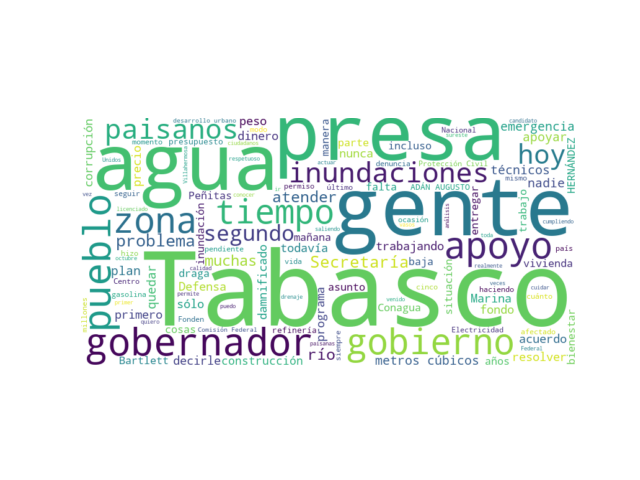 desarrollo urbano
peso
candidato
paisanos
dinero
presa
Nacional
sureste
emergencia
momento
presupuesto
manera
parte
nunca
incluso
apoyar
hoy
corrupción
agua
precio
Villahermosa
respetuoso
ciudadanos
inundaciones
actuar
Protección Civil
técnicos
mismo
nadie
HERNÁNDEZ
Unidos
vez
seguir
Peñitas
atender
permiso
último
falta
ADÁN AUGUSTO
gente
licenciado
pueblo
zona
tiempo
ocasión
análisis
entregar
trabajo
cumpliendo
problema
segundo
saliendo
mañana
trabajando
apoyo
inundación
todavía
hizo
pendiente
Secretaría
baja
país
vivienda
plan
octubre
Centro
draga
calidad
vida
damnificado
asunto
denuncia
situación
veces
haciendo
cuidar
cuánto
gasolina
primer
quedar
Defensa
Tabasco
programa
cinco
Marina
fondo
millones
primero
sólo
permite
Fonden
puedo
drenaje
Conagua
venido
bienestar
quiero
cosas
Comisión Federal
refinería
Electricidad
afectado
acuerdo
gobernador
río
paisanas
siempre
gobierno
Federal
resolver
Bartlett
decirle
construcción
metros cúbicos
años
realmente
toda